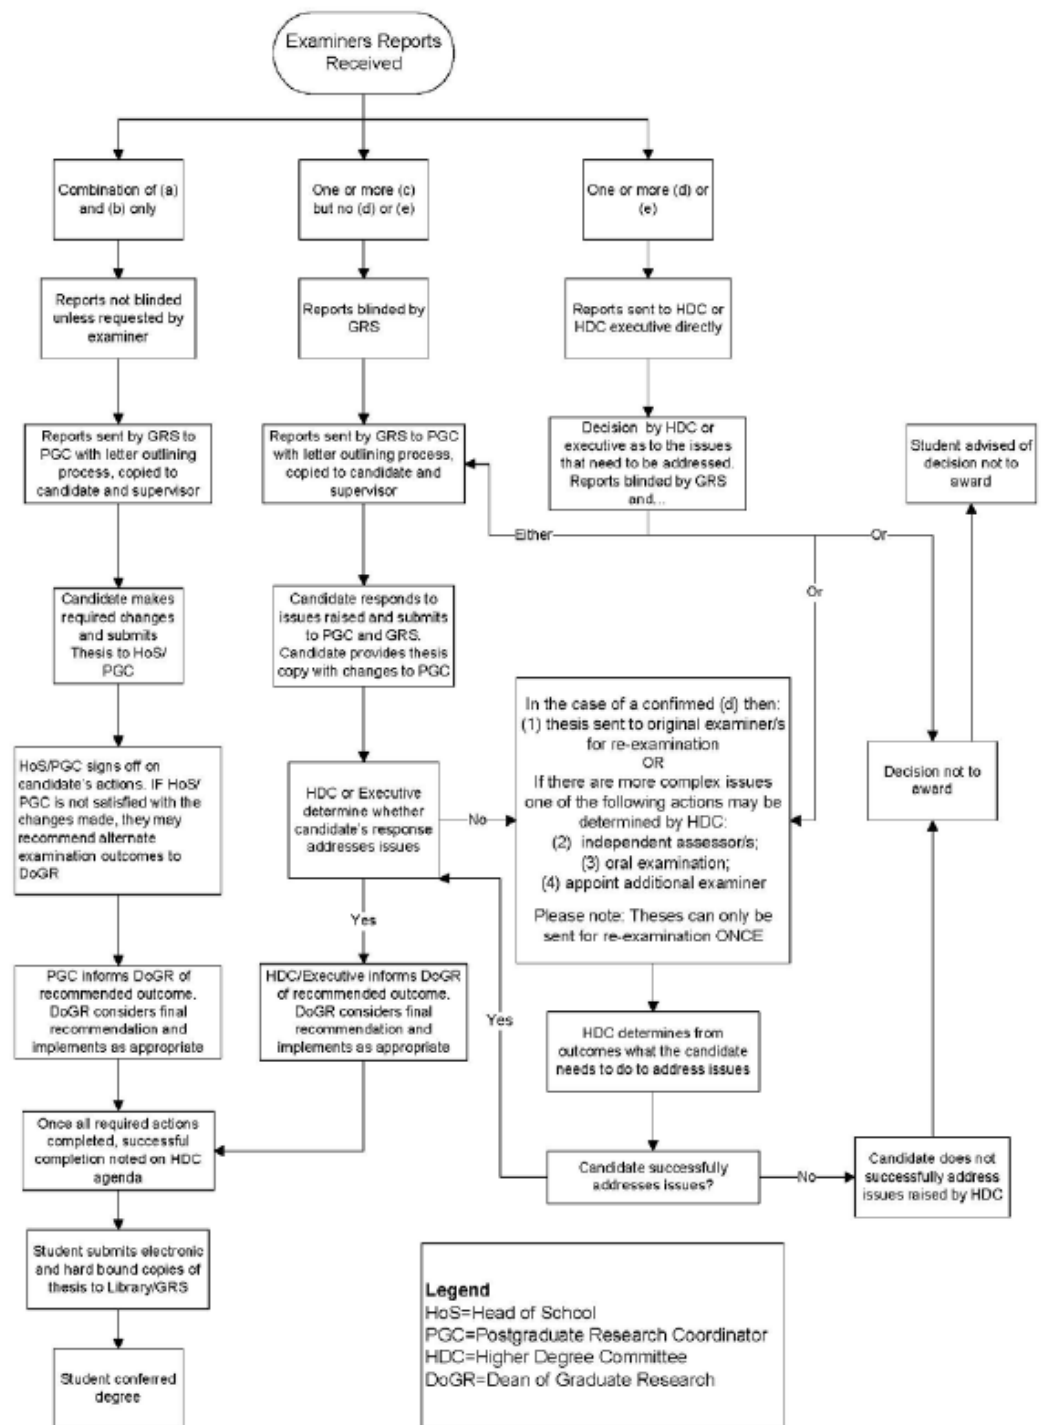 Examiners Reports
Received
Combination of (a)
and (b) only
One or more (c)
but no (d) or (e)
One or more (d) or
(e)
Reports not blinded
unless requested by
examiner
Reports blinded by
GRS
Reports sent to HDC or
HDC executive directly
Reports sent by GRS to
PGC with letter outlining
process, copied to
candidate and supervisor
Reports sent by GRS to PGC
with letter outlining process,
copied to candidate and
supervisor
Decision by HDC or
executive as to the issues
that need to be addressed.
Reports blinded by GRS
and...
Student advised of
decision not to
award
Either
Or
Or
Candidate makes
required changes
and submits
Thesis to HoS/
PGC
Candidate responds to
issues raised and submits
to PGC and GRS.
Candidate provides thesis
copy with changes to PGC
In the case of a confirmed (d) then:
(1) thesis sent to original examiner/s
for re-examination
OR
If there are more complex issues
one of the following actions may be
determined by HDC:
(2) independent assessor/s;
(3) oral examination;
(4) appoint additional examiner
Please note: Theses can only be
sent for re-examination ONCE
Decision not to
award
HoS/PGC signs off on
candidate's actions. IF HoS/
PGC is not satisfied with the
changes made, they may
recommend alternate
examination outcomes to
DoGR
HDC or Executive
determine whether
candidate's response
addresses issues
No
Yes
PGC informs DoGR of
recommended outcome.
DoGR considers final
recommendation and
implements as appropriate
HDC/Executive informs DoGR
of recommended outcome.
DoGR considers final
recommendation and
implements as appropriate
Yes
HDC determines from
outcomes what the candidate
needs to do to address issues
Once all required actions
completed, successful
completion noted on HDC
agenda
Candidate successfully
addresses issues?
No
Candidate does not
successfully address
issues raised by HDC
Student submits electronic
and hard bound copies of
thesis to Library/GRS
Student conferred
degree
Legend
HoS=Head of School
PGC=Postgraduate Research Coordinator
HDC=Higher Degree Committee
DoGR=Dean of Graduate Research